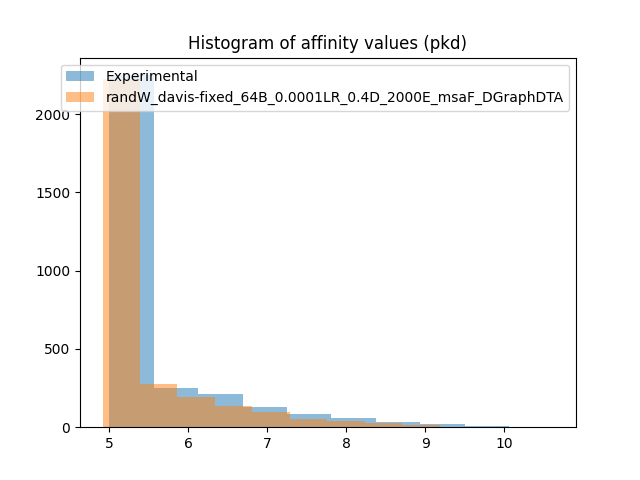 Histogram of affinity values (pkd)
Experimental
randW_davis-fixed_64B_0.0001LR_0.4D_2000E_msaF_DGraphDTA
2000
1500
1000
500
0
5 6 7 8 9 10